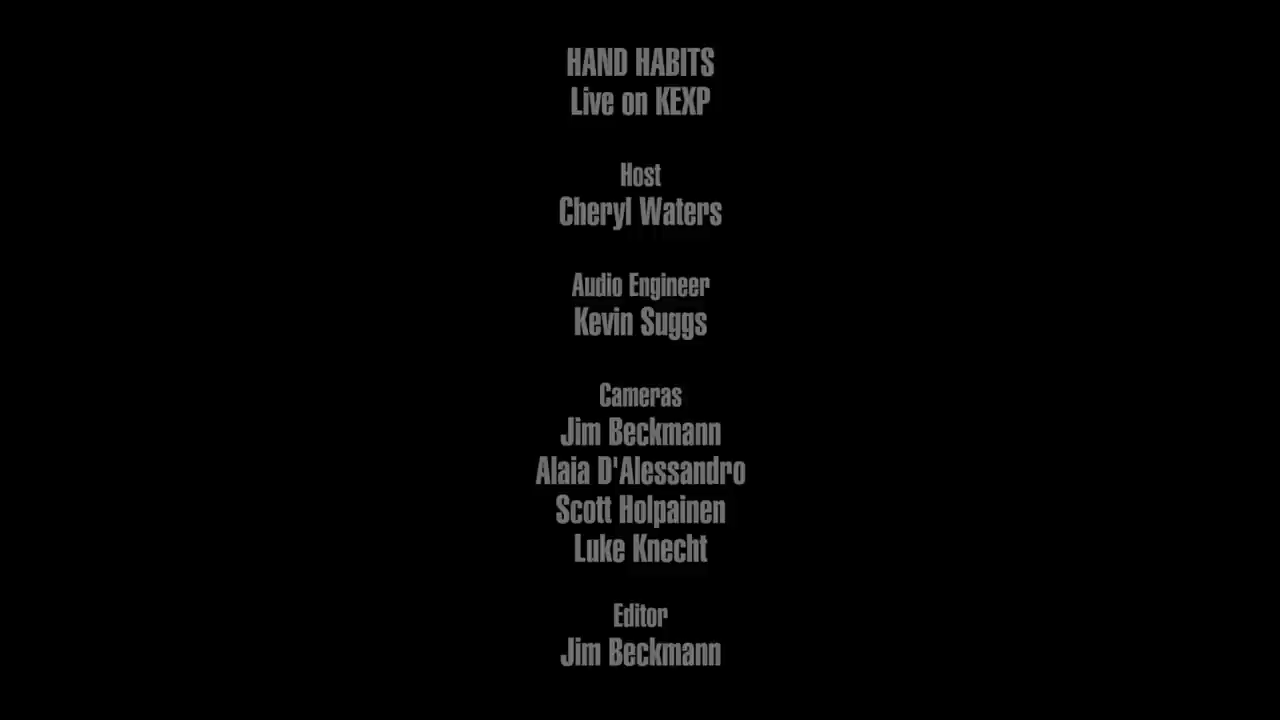 HAND HABITS
Live on KEXP
Host
Cheryl Waters
Audio Engineer
Kevin Suggs
Cameras
Jim Beckmann
Alaia D'Alessandro
Scott Holpainen
Luke Knecht
Editor
Jim Beckmann